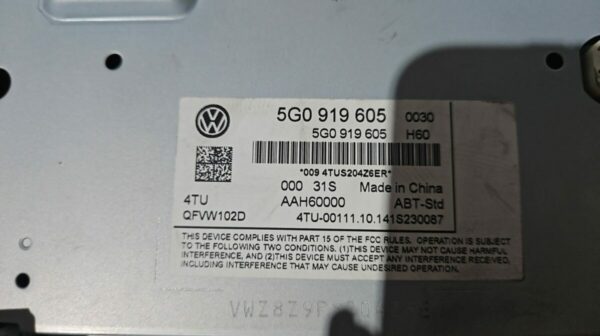 5G0 919 605 0030
5G0 919 605 H60
*009 4TUS204Z6ER*
000 31S Made in China
4TU AAH60000 ABT-Std
QFVW102D 4TU-00111.10.141S230087
THIS DEVICE COMPLIES WITH PART 15 OF THE FCC RULES. OPERATION IS SUBJECT
TO THE FOLLOWING TWO CONDITIONS. (1)THIS DEVICE MAY NOT CAUSE HARMFUL
INTERFERENCE, AND (2)THIS DEVICE MUST ACCEPT ANY INTERFERENCE RECEIVED,
INCLUDING INTERFERENCE THAT MAY CAUSE UNDESIRED OPERATION.